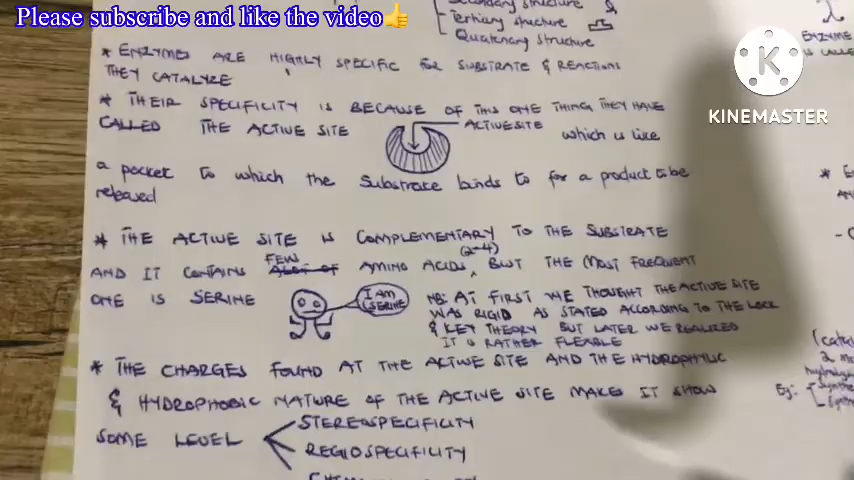 Please subscribe and like the video👍
Secondary structure
Tertiary structure
Quaternary structure
ENZYME
IS CALLE
KINEMASTER
* ENZYMES ARE HIGHLY SPECIFIC FOR SUBSTRATE & REACTIONS
THEY CATALYZE
* THEIR SPECIFICITY IS BECAUSE OF THIS ONE THING THEY HAVE
CALLED THE ACTIVE SITE
ACTIVESITE
which is like
a pocket to which the Substrate binds to for a product to be
released
* THE ACTIVE SITE IS COMPLEMENTARY TO THE SUBSTRATE
AND IT CONTAINS FEW AMINO ACIDS, (2-4) BUT THE MOST FREQUENT
ONE IS SERINE
I AM
SERINE
NB: AT FIRST WE THOUGHT THE ACTIVE SITE
WAS RIGID AS STATED ACCORDING TO THE LOCK
& KEY THEORY BUT LATER WE REALIZED
IT IS RATHER FLEXIBLE
* THE CHARGES FOUND AT THE ACTIVE SITE AND THE HYDROPHYLIC
& HYDROPHOBIC NATURE OF THE ACTIVE SITE MAKES IT SHOW
SOME LEVEL
STEREOSPECIFICITY
REGIOSPECIFICITY
Eg: